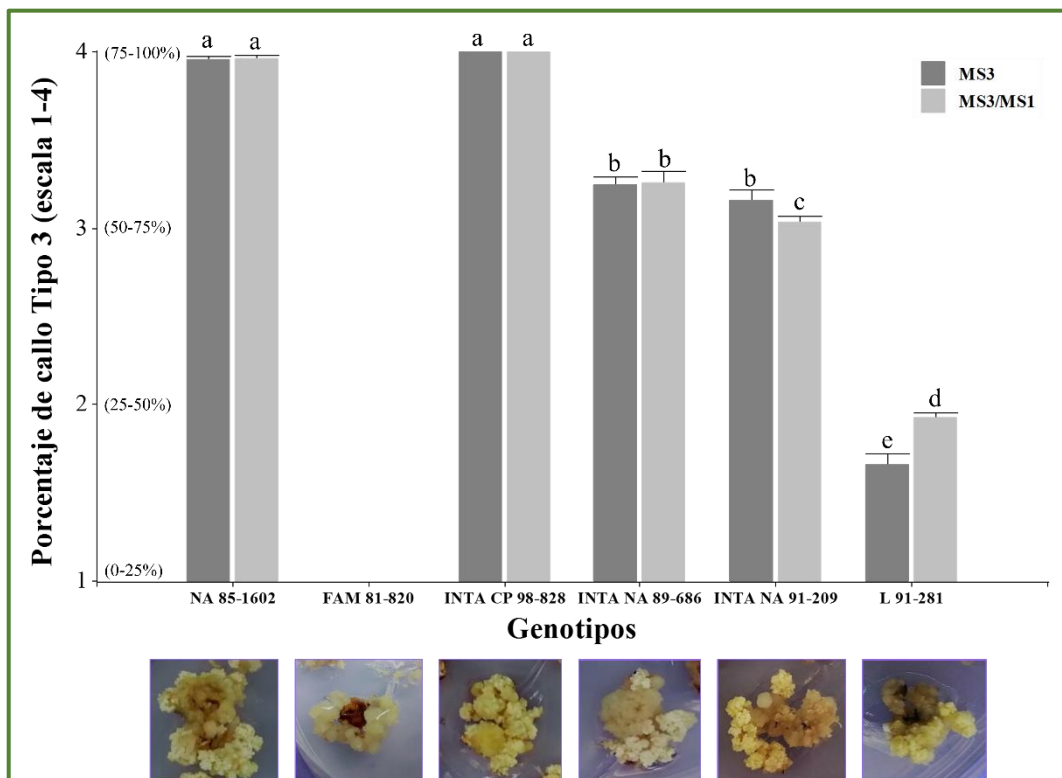 Porcentaje de callo Tipo 3 (escala 1-4)
4 (75-100%)
3 (50-75%)
2 (25-50%)
1 (0-25%)
a a a a b b b c e d
MS3
MS3/MS1
NA 85-1602 FAM 81-820 INTA CP 98-828 INTA NA 89-686 INTA NA 91-209 L 91-281
Genotipos